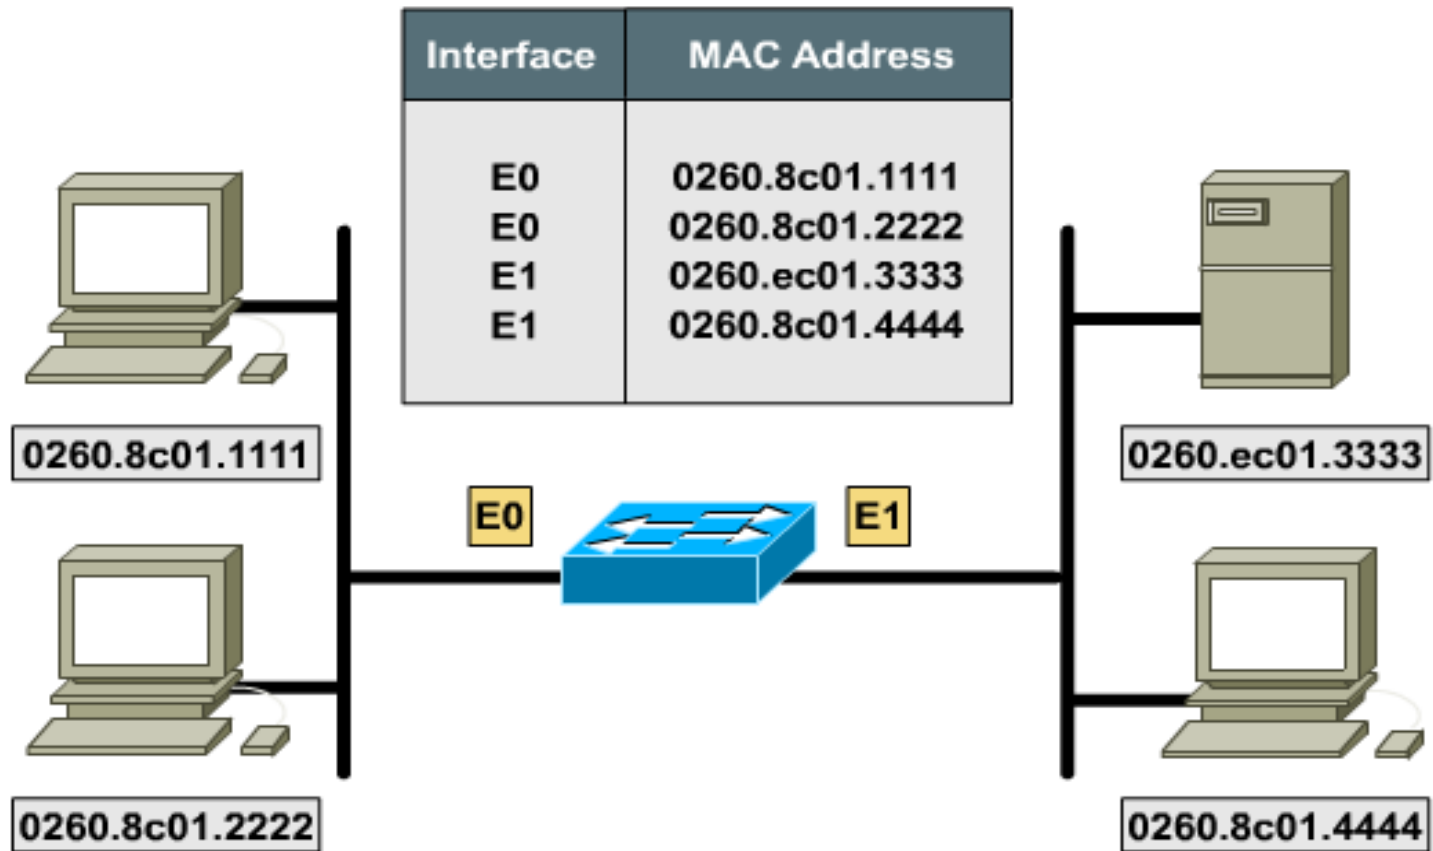 Interface MAC Address
E0 0260.8c01.1111
E0 0260.8c01.2222
E1 0260.ec01.3333
E1 0260.8c01.4444
0260.8c01.1111
0260.ec01.3333
E0
E1
0260.8c01.2222
0260.8c01.4444